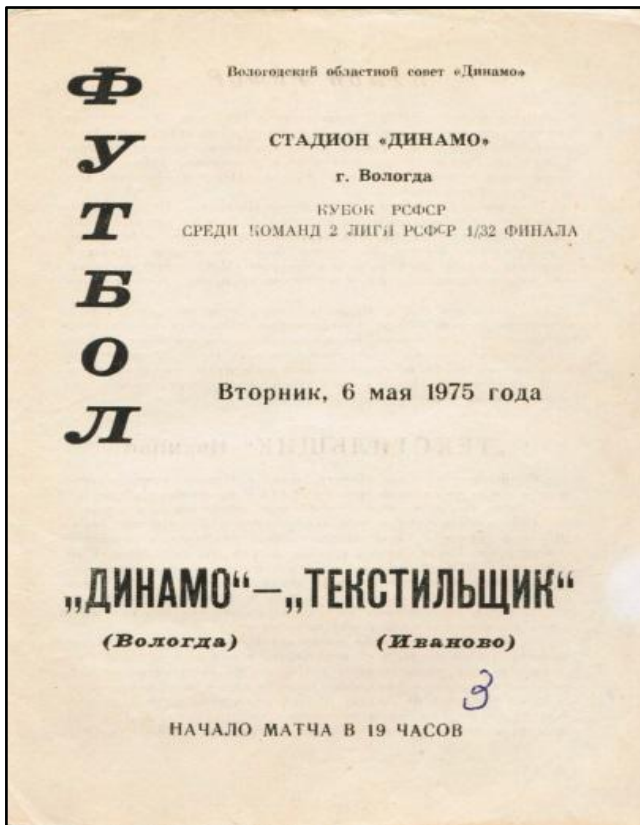 ФУТБОЛ
Вологодский областной совет «Динамо»
СТАДИОН «ДИНАМО»
г. Вологда
КУБОК РСФСР
СРЕДИ КОМАНД 2 ЛИГИ РСФСР 1/32 ФИНАЛА
Вторник, 6 мая 1975 года
„ДИНАМО“—„ТЕКСТИЛЬЩИК“
(Вологда) (Иваново)
3
НАЧАЛО МАТЧА В 19 ЧАСОВ